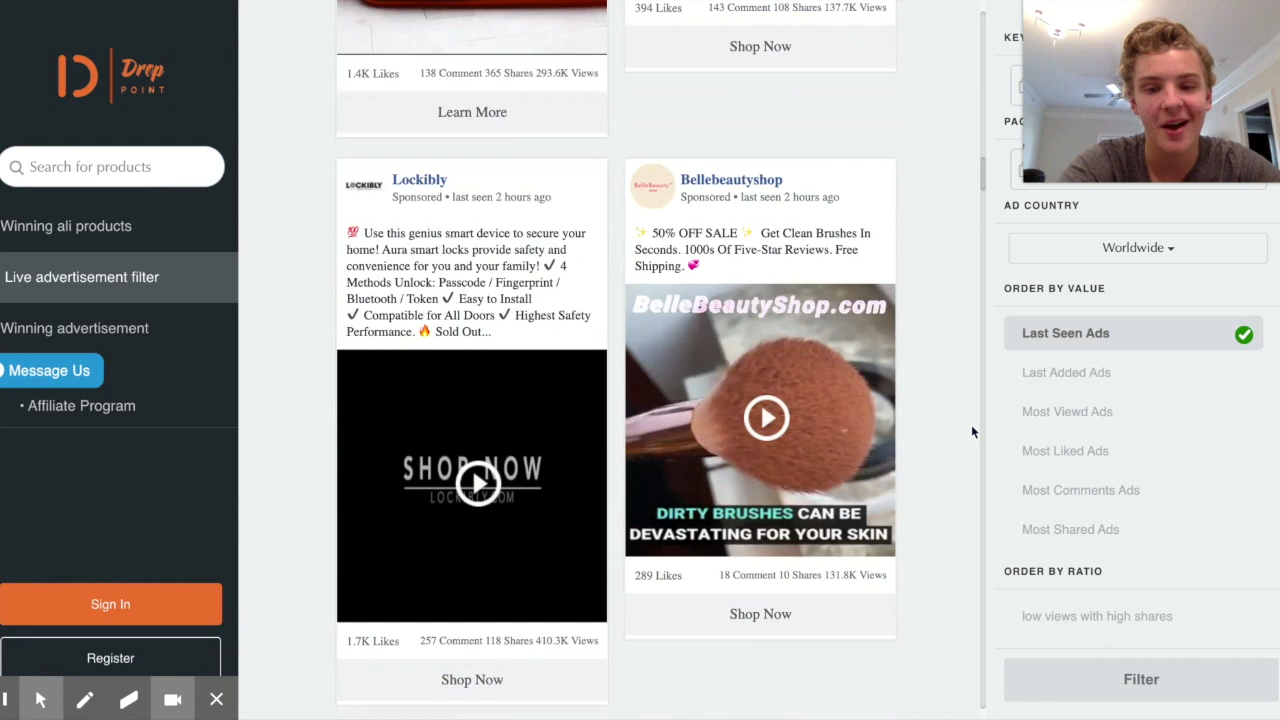 Drop
POINT
Search for products
Winning ali products
Live advertisement filter
Winning advertisement
Message Us
• Affiliate Program
Sign In
Register
1.4K Likes 138 Comment 365 Shares 293.6K Views
Learn More
394 Likes 143 Comment 108 Shares 137.7K Views
Shop Now
LOCKIBLY
Lockibly
Sponsored • last seen 2 hours ago
💯 Use this genius smart device to secure your
home! Aura smart locks provide safety and
convenience for you and your family! ✔ 4
Methods Unlock: Passcode / Fingerprint /
Bluetooth / Token ✔ Easy to Install
✔ Compatible for All Doors ✔ Highest Safety
Performance. 🔥 Sold Out...
SHOP NOW
LOCKIBLY.COM
1.7K Likes 257 Comment 118 Shares 410.3K Views
Shop Now
BelleBeauty
Bellebeautyshop
Sponsored • last seen 2 hours ago
✨ 50% OFF SALE ✨ Get Clean Brushes In
Seconds. 1000s Of Five-Star Reviews. Free
Shipping. 💞
BelleBeautyShop.com
DIRTY BRUSHES CAN BE
DEVASTATING FOR YOUR SKIN
289 Likes 18 Comment 10 Shares 131.8K Views
Shop Now
KEY
AD COUNTRY
Worldwide
ORDER BY VALUE
Last Seen Ads
Last Added Ads
Most Viewd Ads
Most Liked Ads
Most Comments Ads
Most Shared Ads
ORDER BY RATIO
low views with high shares
Filter